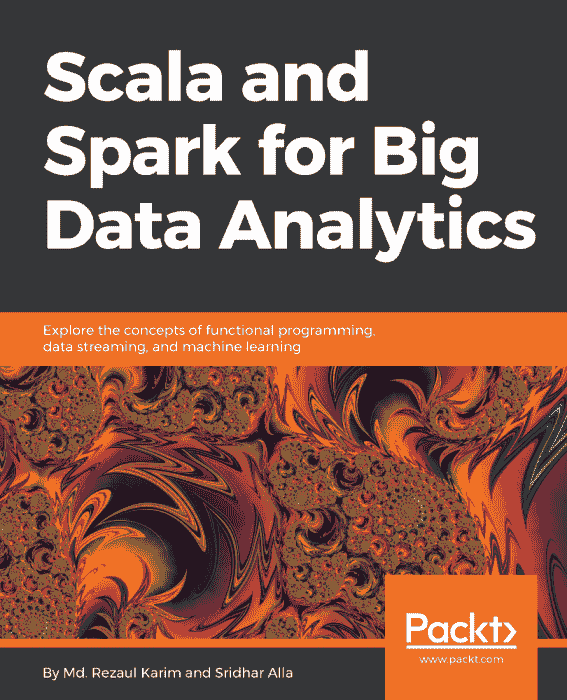 Scala and
Spark for Big
Data Analytics
Explore the concepts of functional programming,
data streaming, and machine learning
Packt>
www.packt.com
By Md. Rezaul Karim and Sridhar Alla